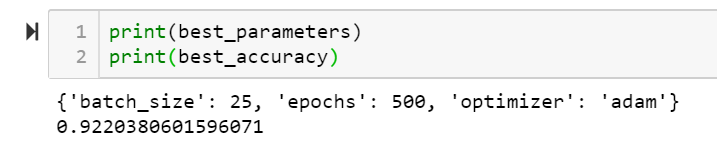 1 print(best_parameters)
2 print(best_accuracy)
{'batch_size': 25, 'epochs': 500, 'optimizer': 'adam'}
0.9220380601596071